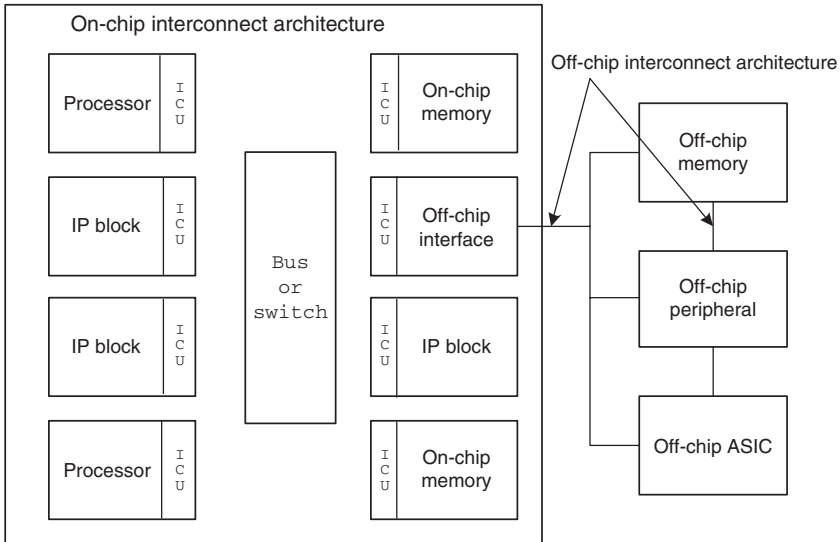 On-chip interconnect architecture
Off-chip interconnect architecture
Processor
I
C
U
I
C
U
On-chip
memory
Off-chip
memory
IP block
I
C
U
I
C
U
Off-chip
interface
Bus
or
switch
Off-chip
peripheral
IP block
I
C
U
I
C
U
IP block
Processor
I
C
U
I
C
U
On-chip
memory
Off-chip ASIC